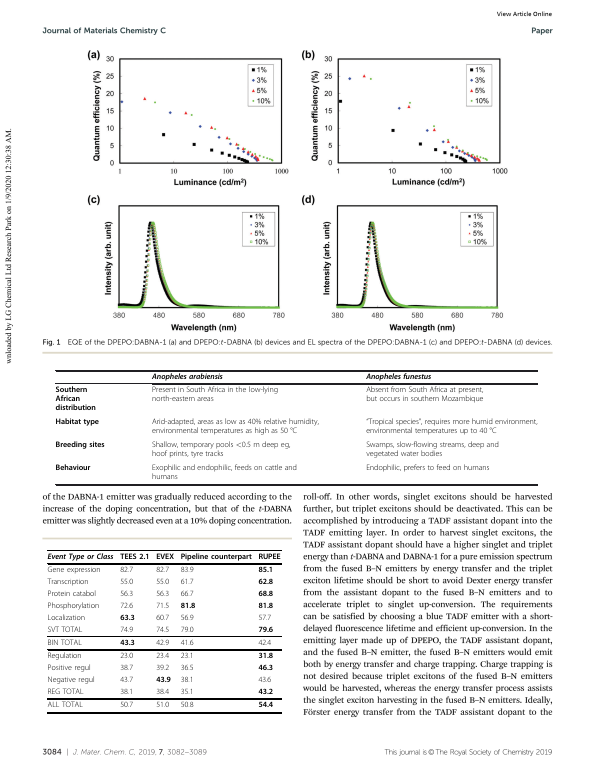 View Article Online
Journal of Materials Chemistry C
Paper
wnloaded by LG Chemical Ltd Research Park on 1/9/2020 12:30:38 AM.
(a)
Quantum efficiency (%)
30
25
20
15
10
5
0
1
10
100
1000
Luminance (cd/m²)
1%
3%
5%
10%
(b)
Quantum efficiency (%)
30
25
20
15
10
5
0
1
10
100
1000
Luminance (cd/m²)
1%
3%
5%
10%
(c)
Intensity (arb. unit)
380
480
580
680
780
Wavelength (nm)
1%
3%
5%
10%
(d)
Intensity (arb. unit)
380
480
580
680
780
Wavelength (nm)
1%
3%
5%
10%
Fig. 1 EQE of the DPEPO:DABNA-1 (a) and DPEPO:t-DABNA (b) devices and EL spectra of the DPEPO:DABNA-1 (c) and DPEPO:t-DABNA (d) devices.
Anopheles arabiensis Anopheles funestus
Southern Present in South Africa in the low-lying Absent from South Africa at present,
African north-eastern areas but occurs in southern Mozambique
distribution
Habitat type Arid-adapted, areas as low as 40% relative humidity, "Tropical species", requires more humid environment,
environmental temperatures as high as 50 °C environmental temperatures up to 40 °C
Breeding sites Shallow, temporary pools <0.5 m deep eg, Swamps, slow-flowing streams, deep and
hoof prints, tyre tracks vegetated water bodies
Behaviour Exophilic and endophilic, feeds on cattle and Endophilic, prefers to feed on humans
humans
of the DABNA-1 emitter was gradually reduced according to the
increase of the doping concentration, but that of the t-DABNA
emitter was slightly decreased even at a 10% doping concentration.
Event Type or Class TEES 2.1 EVEX Pipeline counterpart RUPEE
Gene expression 82.7 82.7 83.9 85.1
Transcription 55.0 55.0 61.7 62.8
Protein catabol 56.3 56.3 66.7 68.8
Phosphorylation 72.6 71.5 81.8 81.8
Localization 63.3 60.7 56.9 57.7
SVT TOTAL 74.9 74.5 79.0 79.6
BIN TOTAL 43.3 42.9 41.6 42.4
Regulation 23.0 23.4 23.1 31.8
Positive regul 38.7 39.2 36.5 46.3
Negative regul 43.7 43.9 38.1 43.6
REG TOTAL 38.1 38.4 35.1 43.2
ALL TOTAL 50.7 51.0 50.8 54.4
roll-off. In other words, singlet excitons should be harvested
further, but triplet excitons should be deactivated. This can be
accomplished by introducing a TADF assistant dopant into the
TADF emitting layer. In order to harvest singlet excitons, the
TADF assistant dopant should have a higher singlet and triplet
energy than t-DABNA and DABNA-1 for a pure emission spectrum
from the fused B–N emitters by energy transfer and the triplet
exciton lifetime should be short to avoid Dexter energy transfer
from the assistant dopant to the fused B–N emitters and to
accelerate triplet to singlet up-conversion. The requirements
can be satisfied by choosing a blue TADF emitter with a short-
delayed fluorescence lifetime and efficient up-conversion. In the
emitting layer made up of DPEPO, the TADF assistant dopant,
and the fused B–N emitter, the fused B–N emitters would emit
both by energy transfer and charge trapping. Charge trapping is
not desired because triplet excitons of the fused B–N emitters
would be harvested, whereas the energy transfer process assists
the singlet exciton harvesting in the fused B–N emitters. Ideally,
Förster energy transfer from the TADF assistant dopant to the
3084 | J. Mater. Chem. C, 2019, 7, 3082–3089
This journal is © The Royal Society of Chemistry 2019